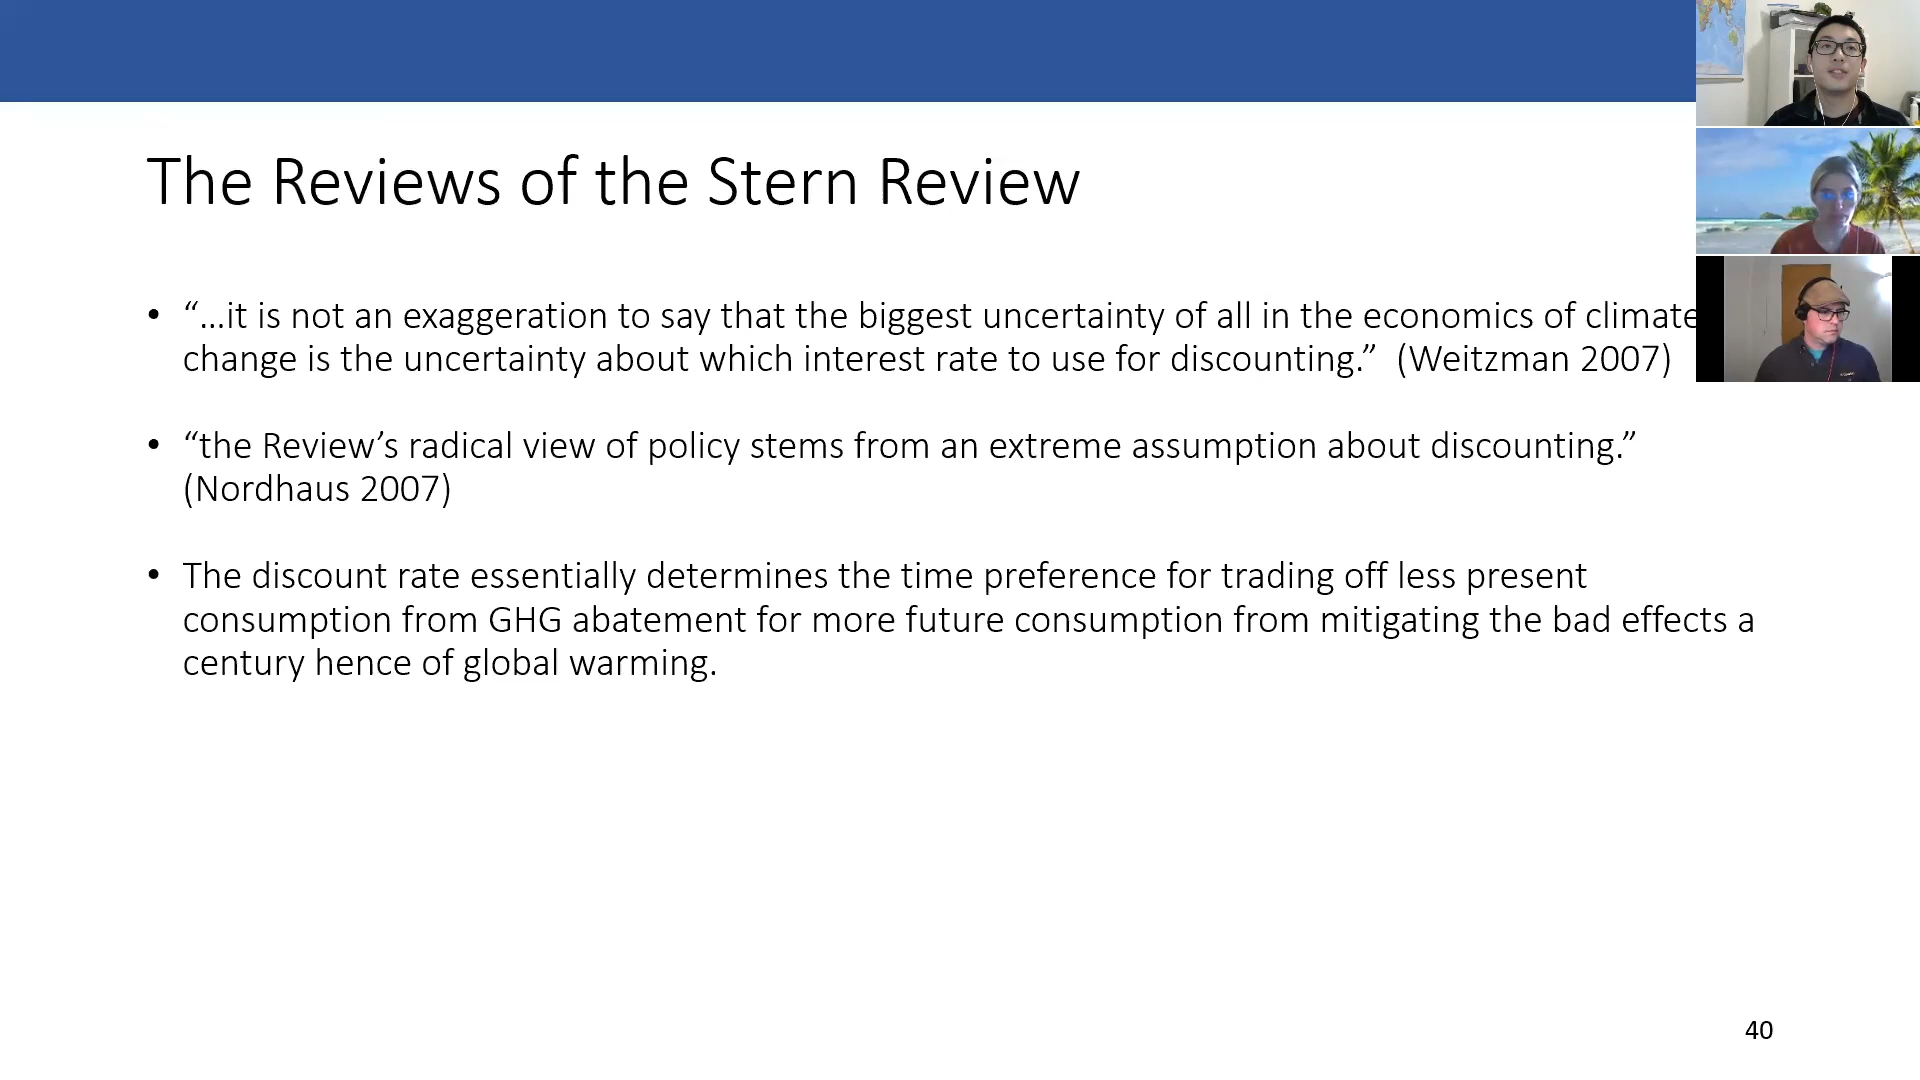 The Reviews of the Stern Review
• “…it is not an exaggeration to say that the biggest uncertainty of all in the economics of climate
change is the uncertainty about which interest rate to use for discounting.”  (Weitzman 2007)
• “the Review’s radical view of policy stems from an extreme assumption about discounting.”
(Nordhaus 2007)
• The discount rate essentially determines the time preference for trading off less present
consumption from GHG abatement for more future consumption from mitigating the bad effects a
century hence of global warming.
40